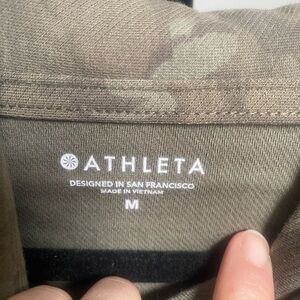 ATHLETA
DESIGNED IN SAN FRANCISCO
MADE IN VIETNAM
M